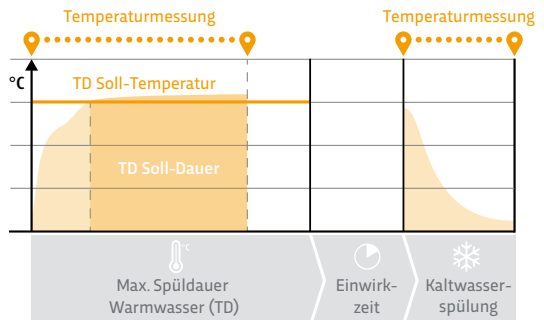 Temperaturmessung
Temperaturmessung
°C
TD Soll-Temperatur
TD Soll-Dauer
°C
Max. Spüldauer
Warmwasser (TD)
Einwirk-
zeit
Kaltwasser-
spülung